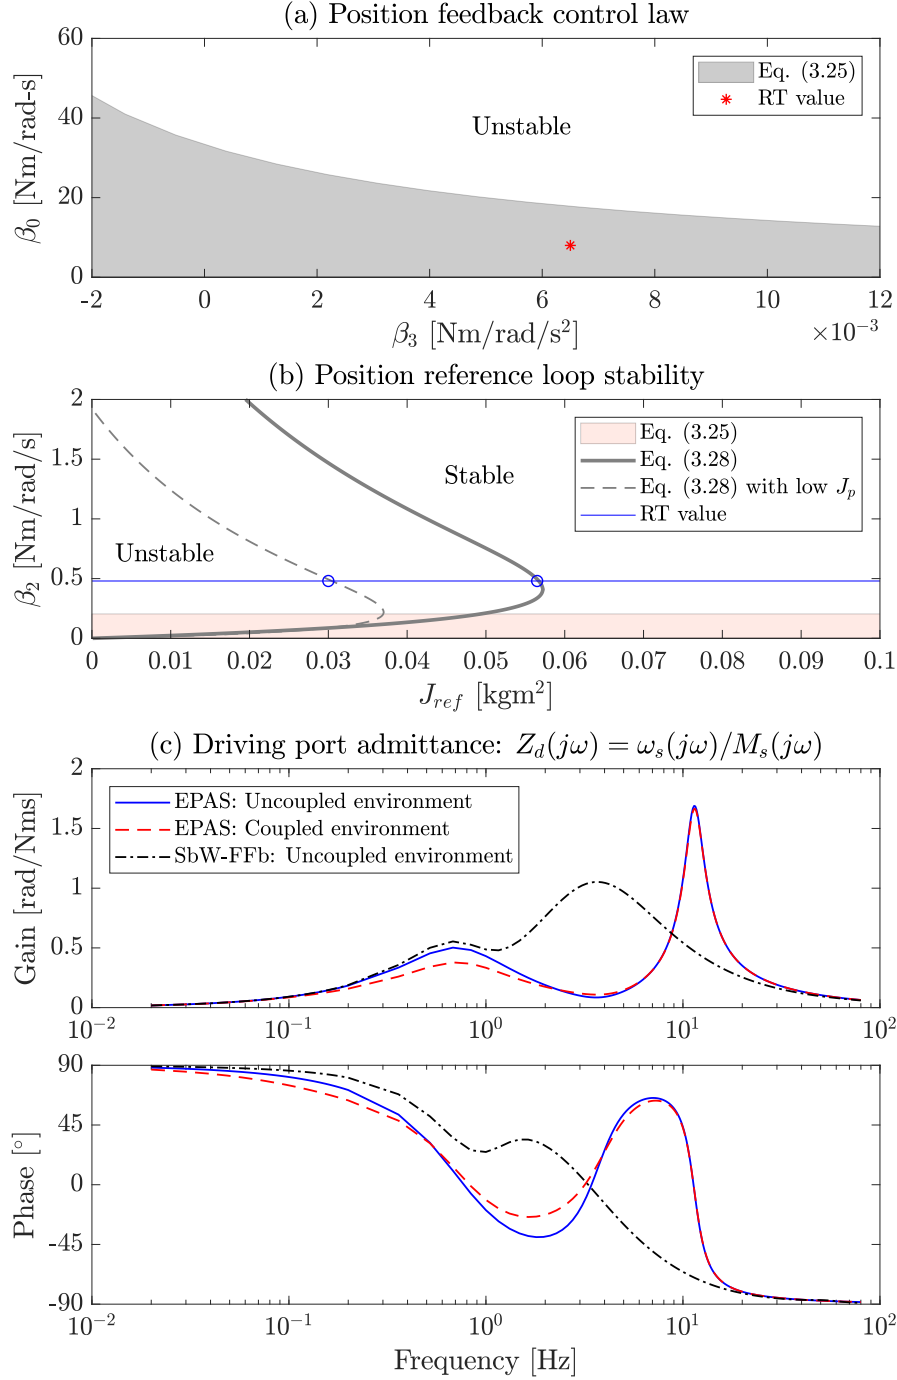 (a) Position feedback control law
60
40
20
0
β0 [Nm/rad-s]
Eq. (3.25)
RT value
Unstable
-2 0 2 4 6 8 10 12
β3 [Nm/rad/s²]
×10⁻³
(b) Position reference loop stability
2
1.5
1
0.5
0
β2 [Nm/rad/s]
Eq. (3.25)
Eq. (3.28)
Eq. (3.28) with low Jp
RT value
Stable
Unstable
0 0.01 0.02 0.03 0.04 0.05 0.06 0.07 0.08 0.09 0.1
Jref [kgm²]
(c) Driving port admittance: Zd(jω) = ωs(jω)/Ms(jω)
2
1.5
1
0.5
0
Gain [rad/Nms]
EPAS: Uncoupled environment
EPAS: Coupled environment
SbW-FFb: Uncoupled environment
10⁻² 10⁻¹ 10⁰ 10¹ 10²
90
45
0
-45
-90
Phase [°]
10⁻² 10⁻¹ 10⁰ 10¹ 10²
Frequency [Hz]